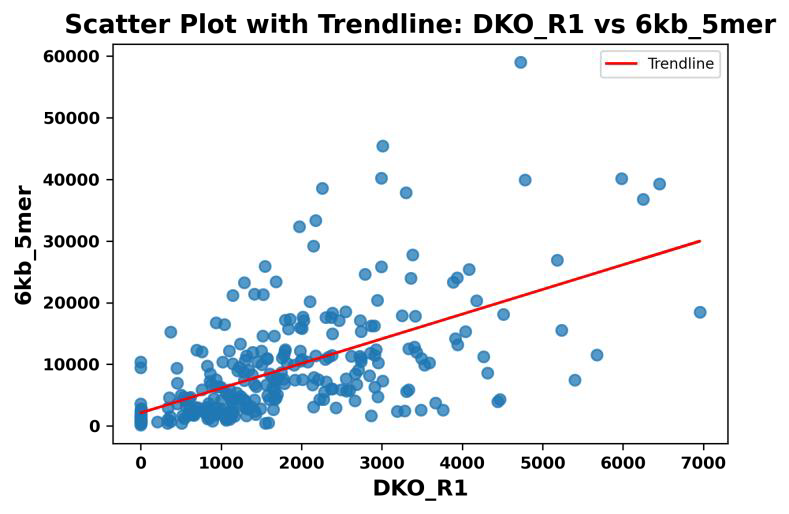 Scatter Plot with Trendline: DKO_R1 vs 6kb_5mer
Trendline
60000
50000
40000
30000
20000
10000
0
6kb_5mer
0 1000 2000 3000 4000 5000 6000 7000
DKO_R1